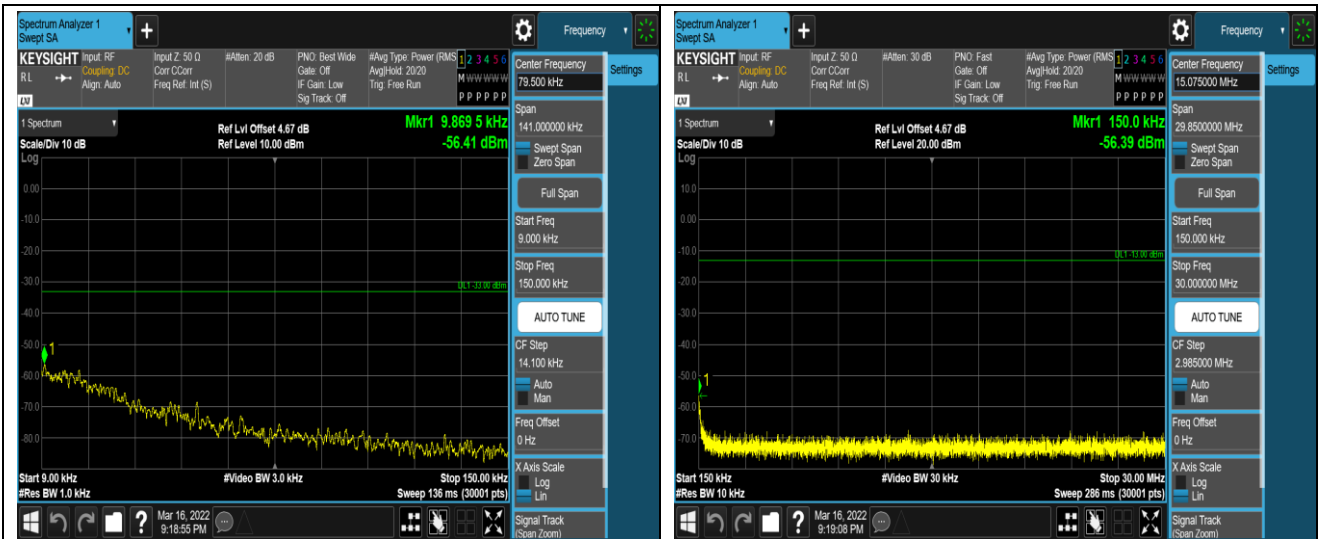 Spectrum Analyzer 1
Swept SA
+
Frequency
KEYSIGHT
RL
LXI
Input: RF
Coupling: DC
Align: Auto
Input Z: 50 Ω
Corr CCorr
Freq Ref: Int (S)
#Atten: 20 dB
PNO: Best Wide
Gate: Off
IF Gain: Low
Sig Track: Off
#Avg Type: Power (RMS
Avg|Hold: 20/20
Trig: Free Run
1 2 3 4 5 6
M W W W W W
P P P P P P
Center Frequency
79.500 kHz
Settings
1 Spectrum
Scale/Div 10 dB
Log
Ref Lvl Offset 4.67 dB
Ref Level 10.00 dBm
Mkr1 9.869 5 kHz
-56.41 dBm
0.00
-10.0
-20.0
-30.0
-40.0
-50.0
-60.0
-70.0
-80.0
DL1 -33.00 dBm
1
Start 9.00 kHz
#Res BW 1.0 kHz
#Video BW 3.0 kHz
Stop 150.00 kHz
Sweep 136 ms (30001 pts)
Span
141.000000 kHz
Swept Span
Zero Span
Full Span
Start Freq
9.000 kHz
Stop Freq
150.000 kHz
AUTO TUNE
CF Step
14.100 kHz
Auto
Man
Freq Offset
0 Hz
X Axis Scale
Log
Lin
Signal Track
(Span Zoom)
?
Mar 16, 2022
9:18:55 PM
Spectrum Analyzer 1
Swept SA
+
Frequency
KEYSIGHT
RL
LXI
Input: RF
Coupling: DC
Align: Auto
Input Z: 50 Ω
Corr CCorr
Freq Ref: Int (S)
#Atten: 30 dB
PNO: Fast
Gate: Off
IF Gain: Low
Sig Track: Off
#Avg Type: Power (RMS
Avg|Hold: 20/20
Trig: Free Run
1 2 3 4 5 6
M W W W W W
P P P P P P
Center Frequency
15.075000 MHz
Settings
1 Spectrum
Scale/Div 10 dB
Log
Ref Lvl Offset 4.67 dB
Ref Level 20.00 dBm
Mkr1 150.0 kHz
-56.39 dBm
10.0
0.00
-10.0
-20.0
-30.0
-40.0
-50.0
-60.0
-70.0
DL1 -13.00 dBm
1
Start 150 kHz
#Res BW 10 kHz
#Video BW 30 kHz
Stop 30.00 MHz
Sweep 286 ms (30001 pts)
Span
29.8500000 MHz
Swept Span
Zero Span
Full Span
Start Freq
150.000 kHz
Stop Freq
30.000000 MHz
AUTO TUNE
CF Step
2.985000 MHz
Auto
Man
Freq Offset
0 Hz
X Axis Scale
Log
Lin
Signal Track
(Span Zoom)
?
Mar 16, 2022
9:19:08 PM